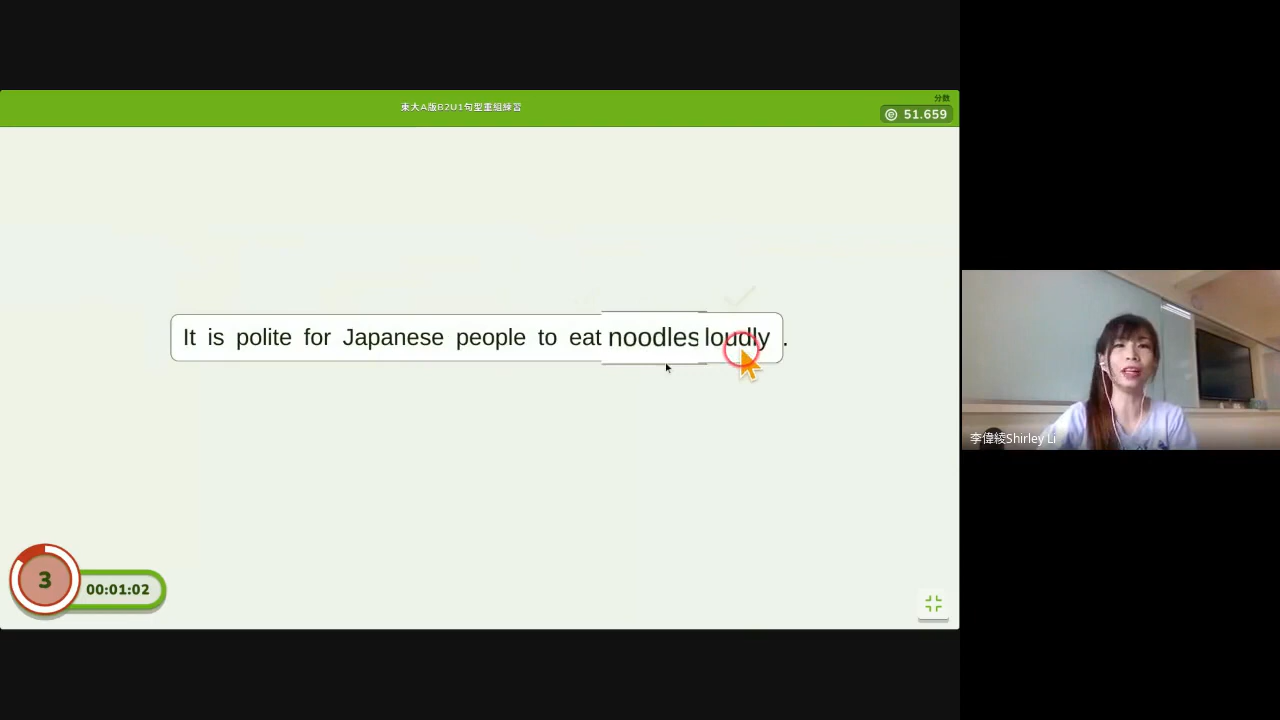 東大A版B2U1句型重組練習
分數
51.659
It is polite for Japanese people to eat noodles loudly .
李偉綾Shirley Li
3
00:01:02